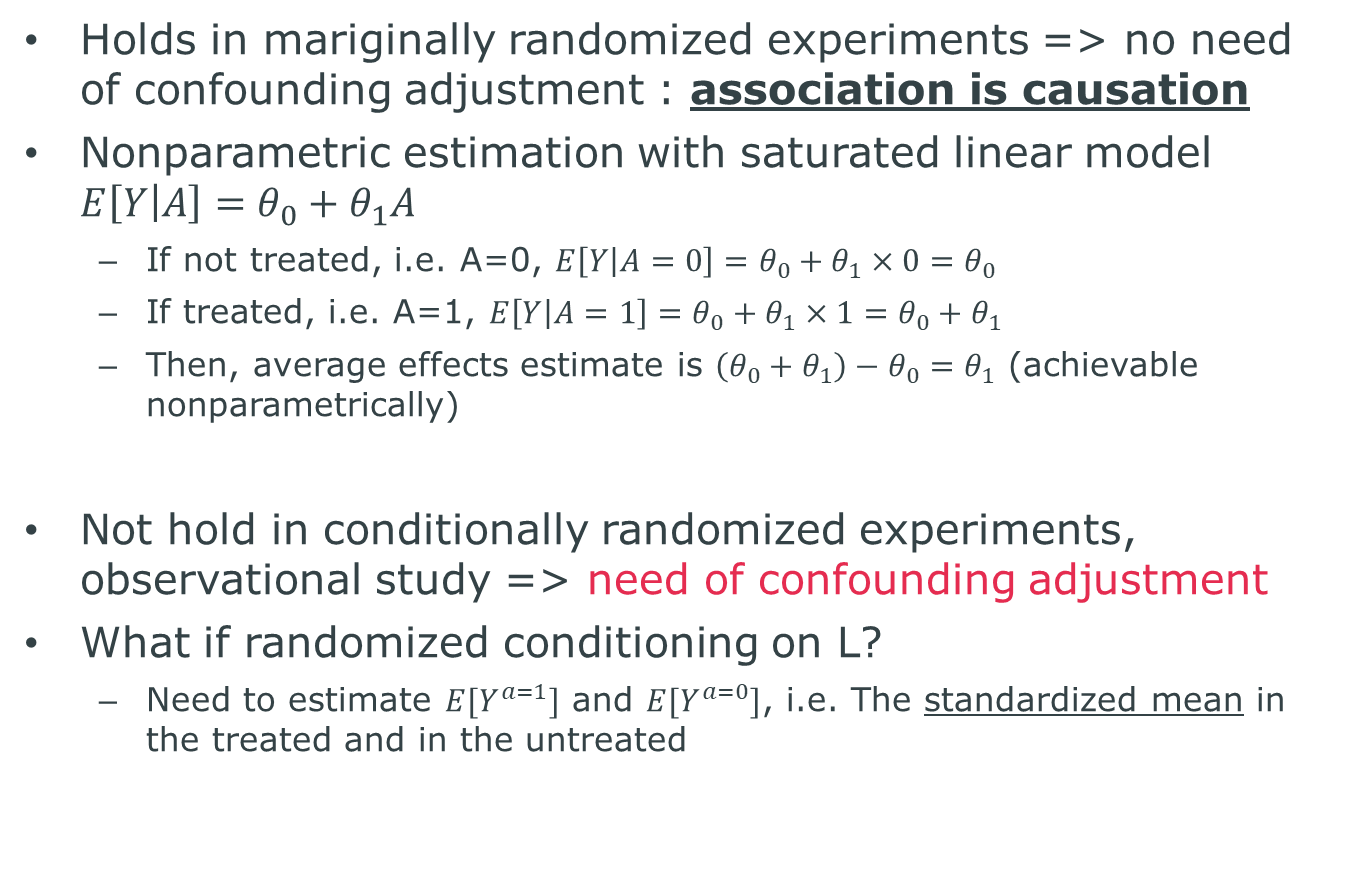 • Holds in mariginally randomized experiments => no need
of confounding adjustment : association is causation
• Nonparametric estimation with saturated linear model
E[Y|A] = θ₀ + θ₁A
– If not treated, i.e. A=0, E[Y|A = 0] = θ₀ + θ₁ × 0 = θ₀
– If treated, i.e. A=1, E[Y|A = 1] = θ₀ + θ₁ × 1 = θ₀ + θ₁
– Then, average effects estimate is (θ₀ + θ₁) − θ₀ = θ₁ (achievable
nonparametrically)
• Not hold in conditionally randomized experiments,
observational study => need of confounding adjustment
• What if randomized conditioning on L?
– Need to estimate E[Yᵃ⁼¹] and E[Yᵃ⁼⁰], i.e. The standardized mean in
the treated and in the untreated